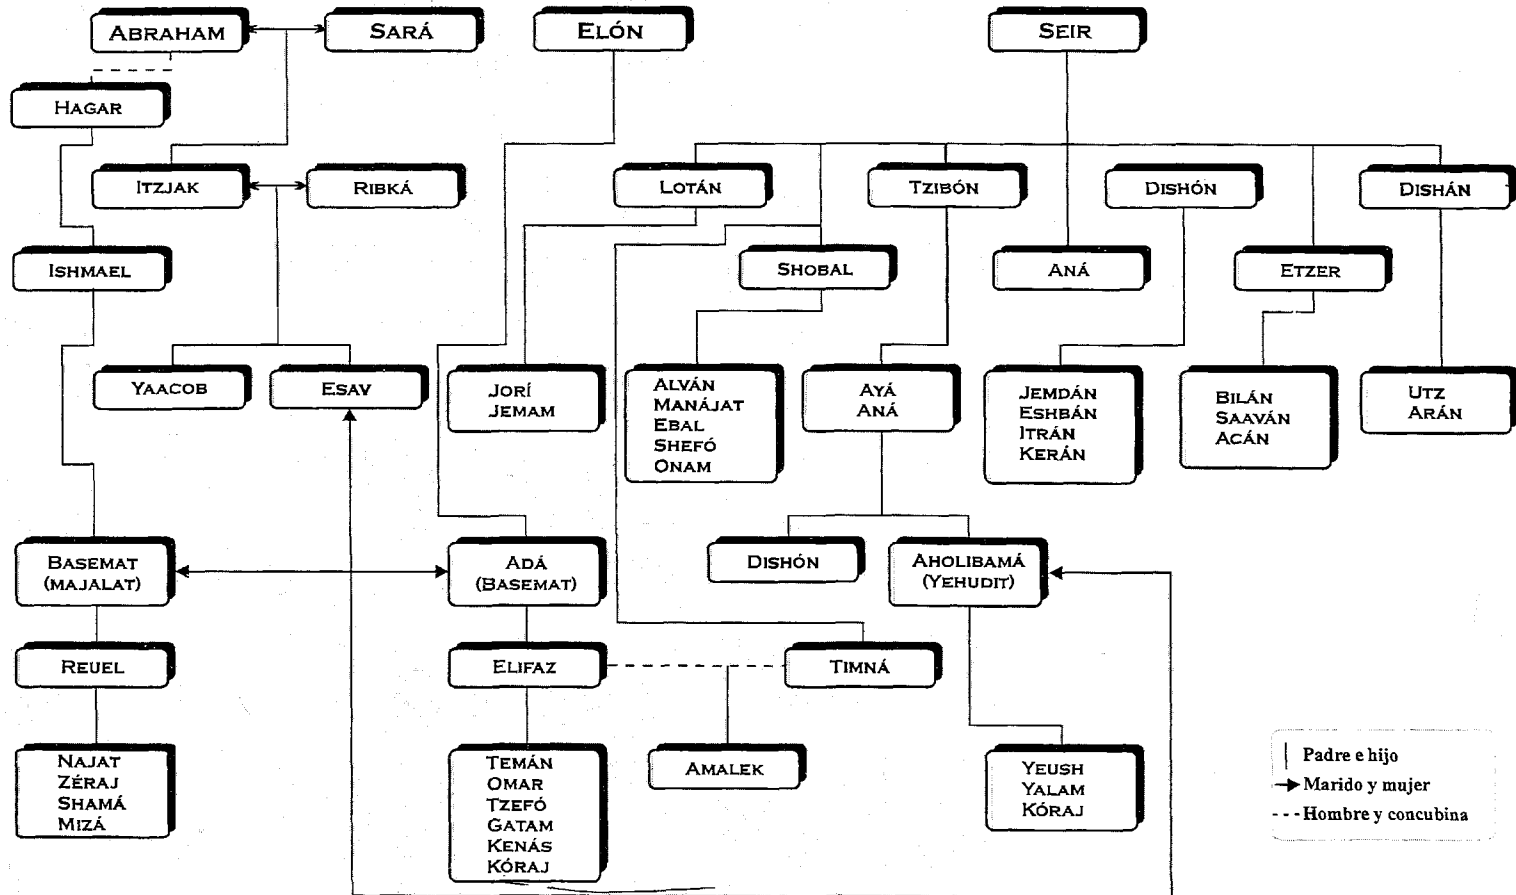 ABRAHAM
SARÁ
ELÓN
SEIR
HAGAR
ITZJAK
RIBKÁ
LOTÁN
TZIBÓN
DISHÓN
DISHÁN
ISHMAEL
SHOBAL
ANÁ
ETZER
YAACOB
ESAV
JORÍ
JEMAM
ALVÁN
MANÁJAT
EBAL
SHEFÓ
ONAM
AYÁ
ANÁ
JEMDÁN
ESHBÁN
ITRÁN
KERÁN
BILÁN
SAAVÁN
ACÁN
UTZ
ARÁN
BASEMAT
(MAJALAT)
ADÁ
(BASEMAT)
DISHÓN
AHOLIBAMÁ
(YEHUDIT)
REUEL
ELIFAZ
TIMNÁ
NAJAT
ZÉRAJ
SHAMÁ
MIZÁ
TEMÁN
OMAR
TZEFÓ
GATAM
KENÁS
KÓRAJ
AMALEK
YEUSH
YALAM
KÓRAJ
Padre e hijo
Marido y mujer
Hombre y concubina